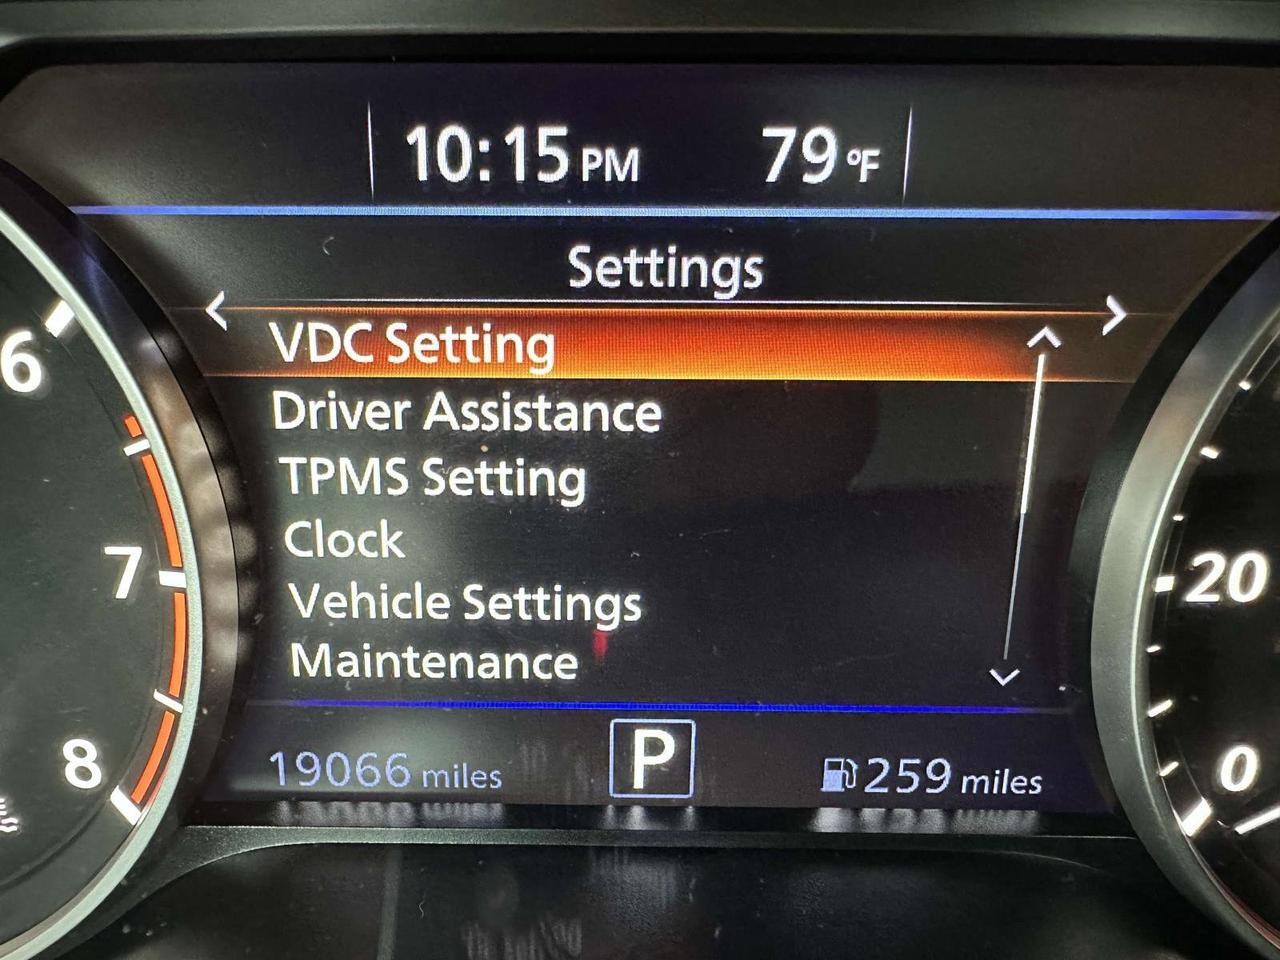 10:15 PM 79 °F
Settings
VDC Setting
Driver Assistance
TPMS Setting
Clock
Vehicle Settings
Maintenance
19066 miles P 259 miles
6
7
8
20
0